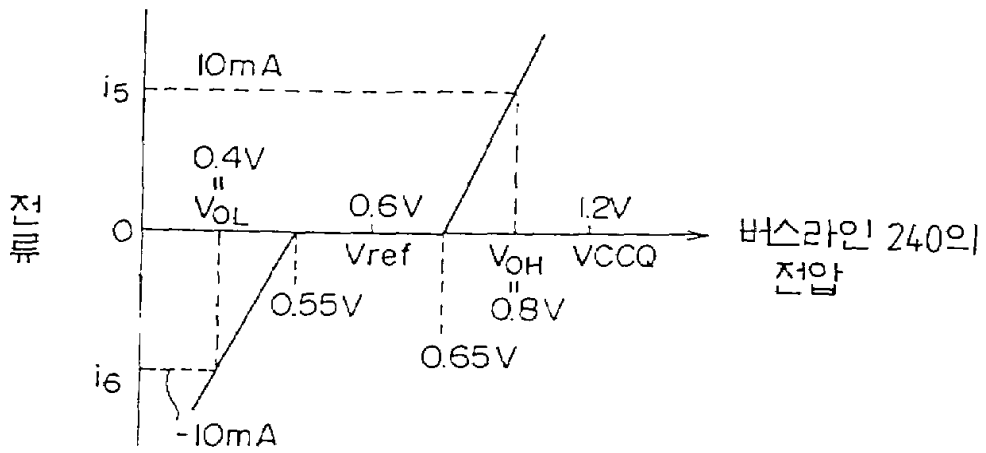 10mA
i5
0.4V
=
VOL
0.6V
1.2V
전류
0
Vref
VOH
VCCQ
버스라인 240의
전압
=
0.55V
0.8V
0.65V
i6
-10mA